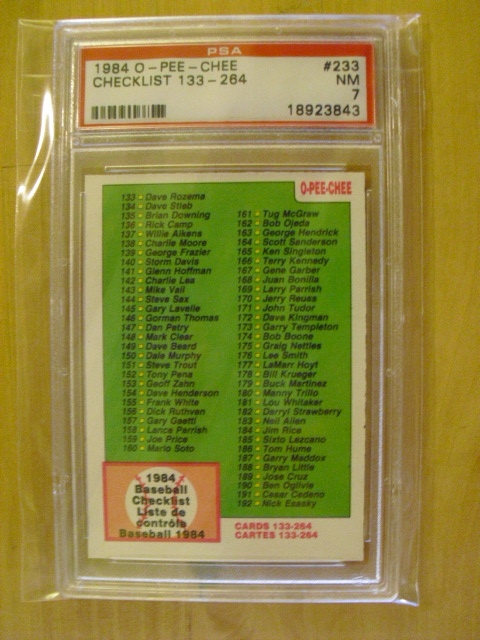 PSA
1984 O-PEE-CHEE #233
CHECKLIST 133-264 NM
7
18923843
O-PEE-CHEE
133 Dave Rozema
134 Dave Stieb
135 Brian Downing
136 Rick Camp
137 Willie Aikens
138 Charlie Moore
139 George Frazier
140 Storm Davis
141 Glenn Hoffman
142 Charlie Lea
143 Mike Vail
144 Steve Sax
145 Gary Lavelle
146 Gorman Thomas
147 Dan Petry
148 Mark Clear
149 Dave Beard
150 Dale Murphy
151 Steve Trout
152 Tony Pena
153 Geoff Zahn
154 Dave Henderson
155 Frank White
156 Dick Ruthven
157 Gary Gaetti
158 Lance Parrish
159 Joe Price
160 Mario Soto
161 Tug McGraw
162 Bob Ojeda
163 George Hendrick
164 Scott Sanderson
165 Ken Singleton
166 Terry Kennedy
167 Gene Garber
168 Juan Bonilla
169 Larry Parrish
170 Jerry Reuss
171 John Tudor
172 Dave Kingman
173 Garry Templeton
174 Bob Boone
175 Graig Nettles
176 Lee Smith
177 LaMarr Hoyt
178 Bill Krueger
179 Buck Martinez
180 Manny Trillo
181 Lou Whitaker
182 Darryl Strawberry
183 Neil Allen
184 Jim Rice
185 Sixto Lezcano
186 Tom Hume
187 Garry Maddox
188 Bryan Little
189 Jose Cruz
190 Ben Oglivie
191 Cesar Cedeno
192 Nick Esasky
1984
Baseball
Checklist
Liste de
contrôle
Baseball 1984
CARDS 133-264
CARTES 133-264